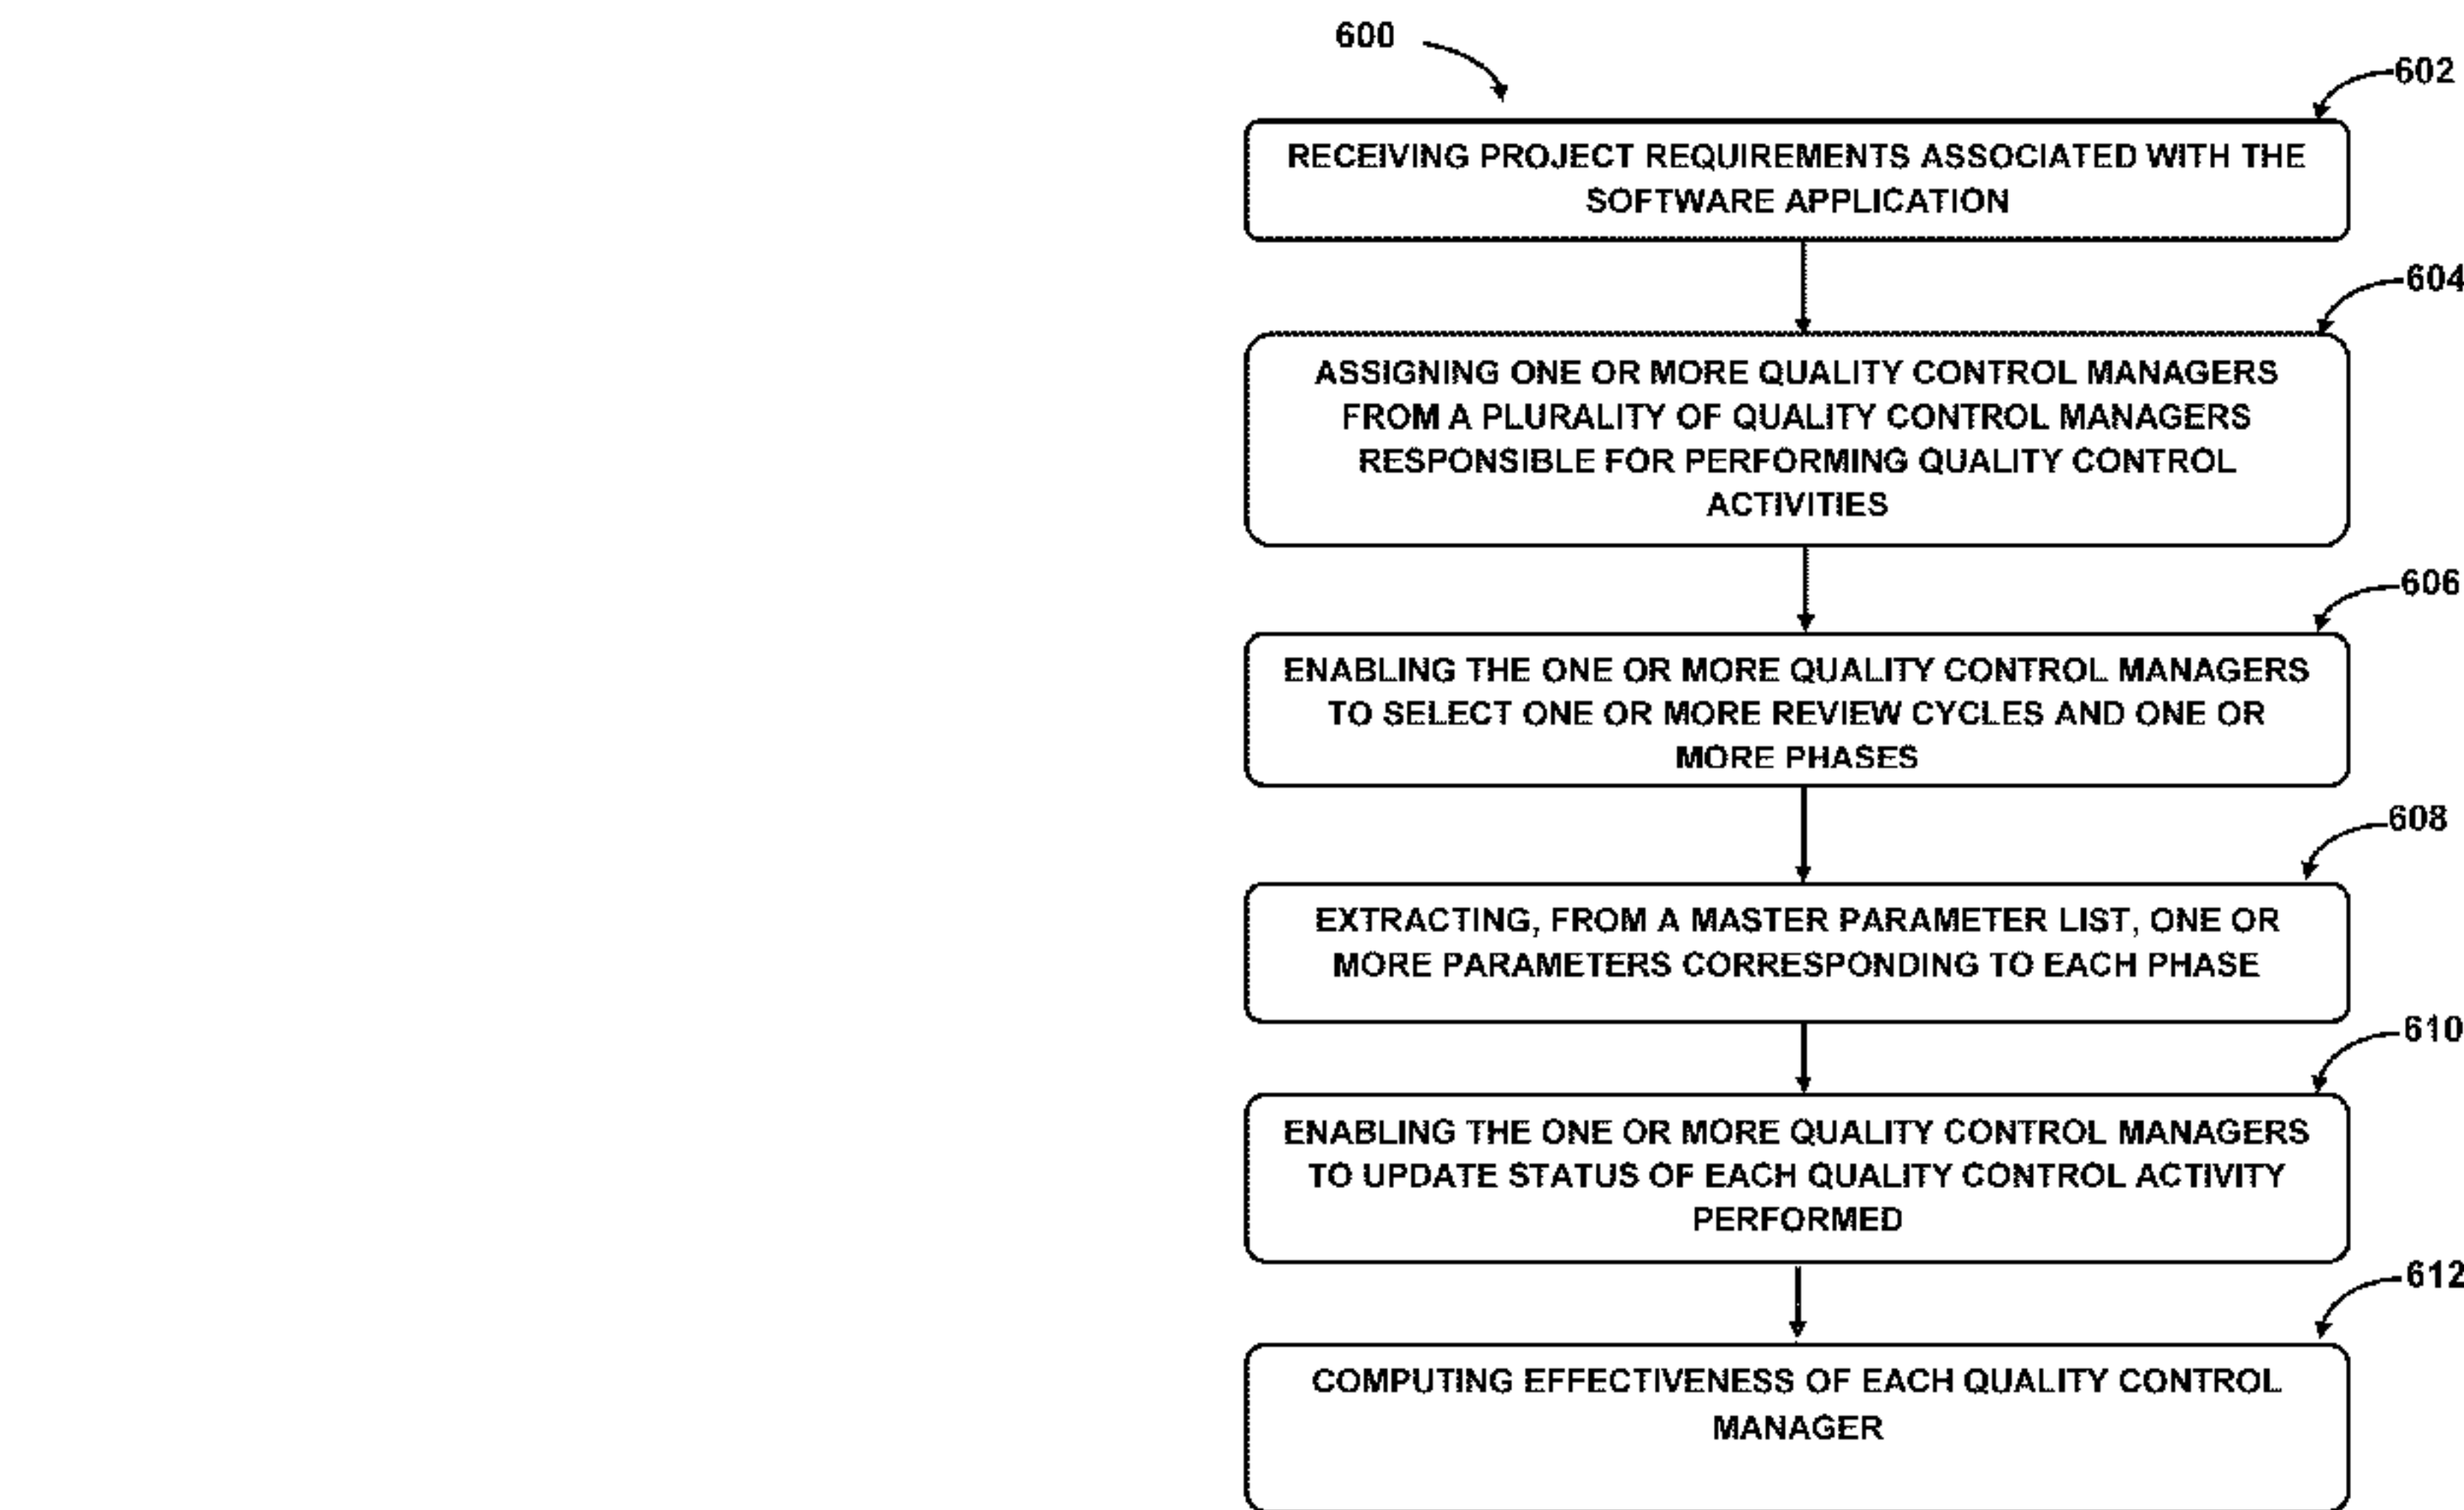 600
602
RECEIVING PROJECT REQUIREMENTS ASSOCIATED WITH THE
SOFTWARE APPLICATION
604
ASSIGNING ONE OR MORE QUALITY CONTROL MANAGERS
FROM A PLURALITY OF QUALITY CONTROL MANAGERS
RESPONSIBLE FOR PERFORMING QUALITY CONTROL
ACTIVITIES
606
ENABLING THE ONE OR MORE QUALITY CONTROL MANAGERS
TO SELECT ONE OR MORE REVIEW CYCLES AND ONE OR
MORE PHASES
608
EXTRACTING, FROM A MASTER PARAMETER LIST, ONE OR
MORE PARAMETERS CORRESPONDING TO EACH PHASE
610
ENABLING THE ONE OR MORE QUALITY CONTROL MANAGERS
TO UPDATE STATUS OF EACH QUALITY CONTROL ACTIVITY
PERFORMED
612
COMPUTING EFFECTIVENESS OF EACH QUALITY CONTROL
MANAGER